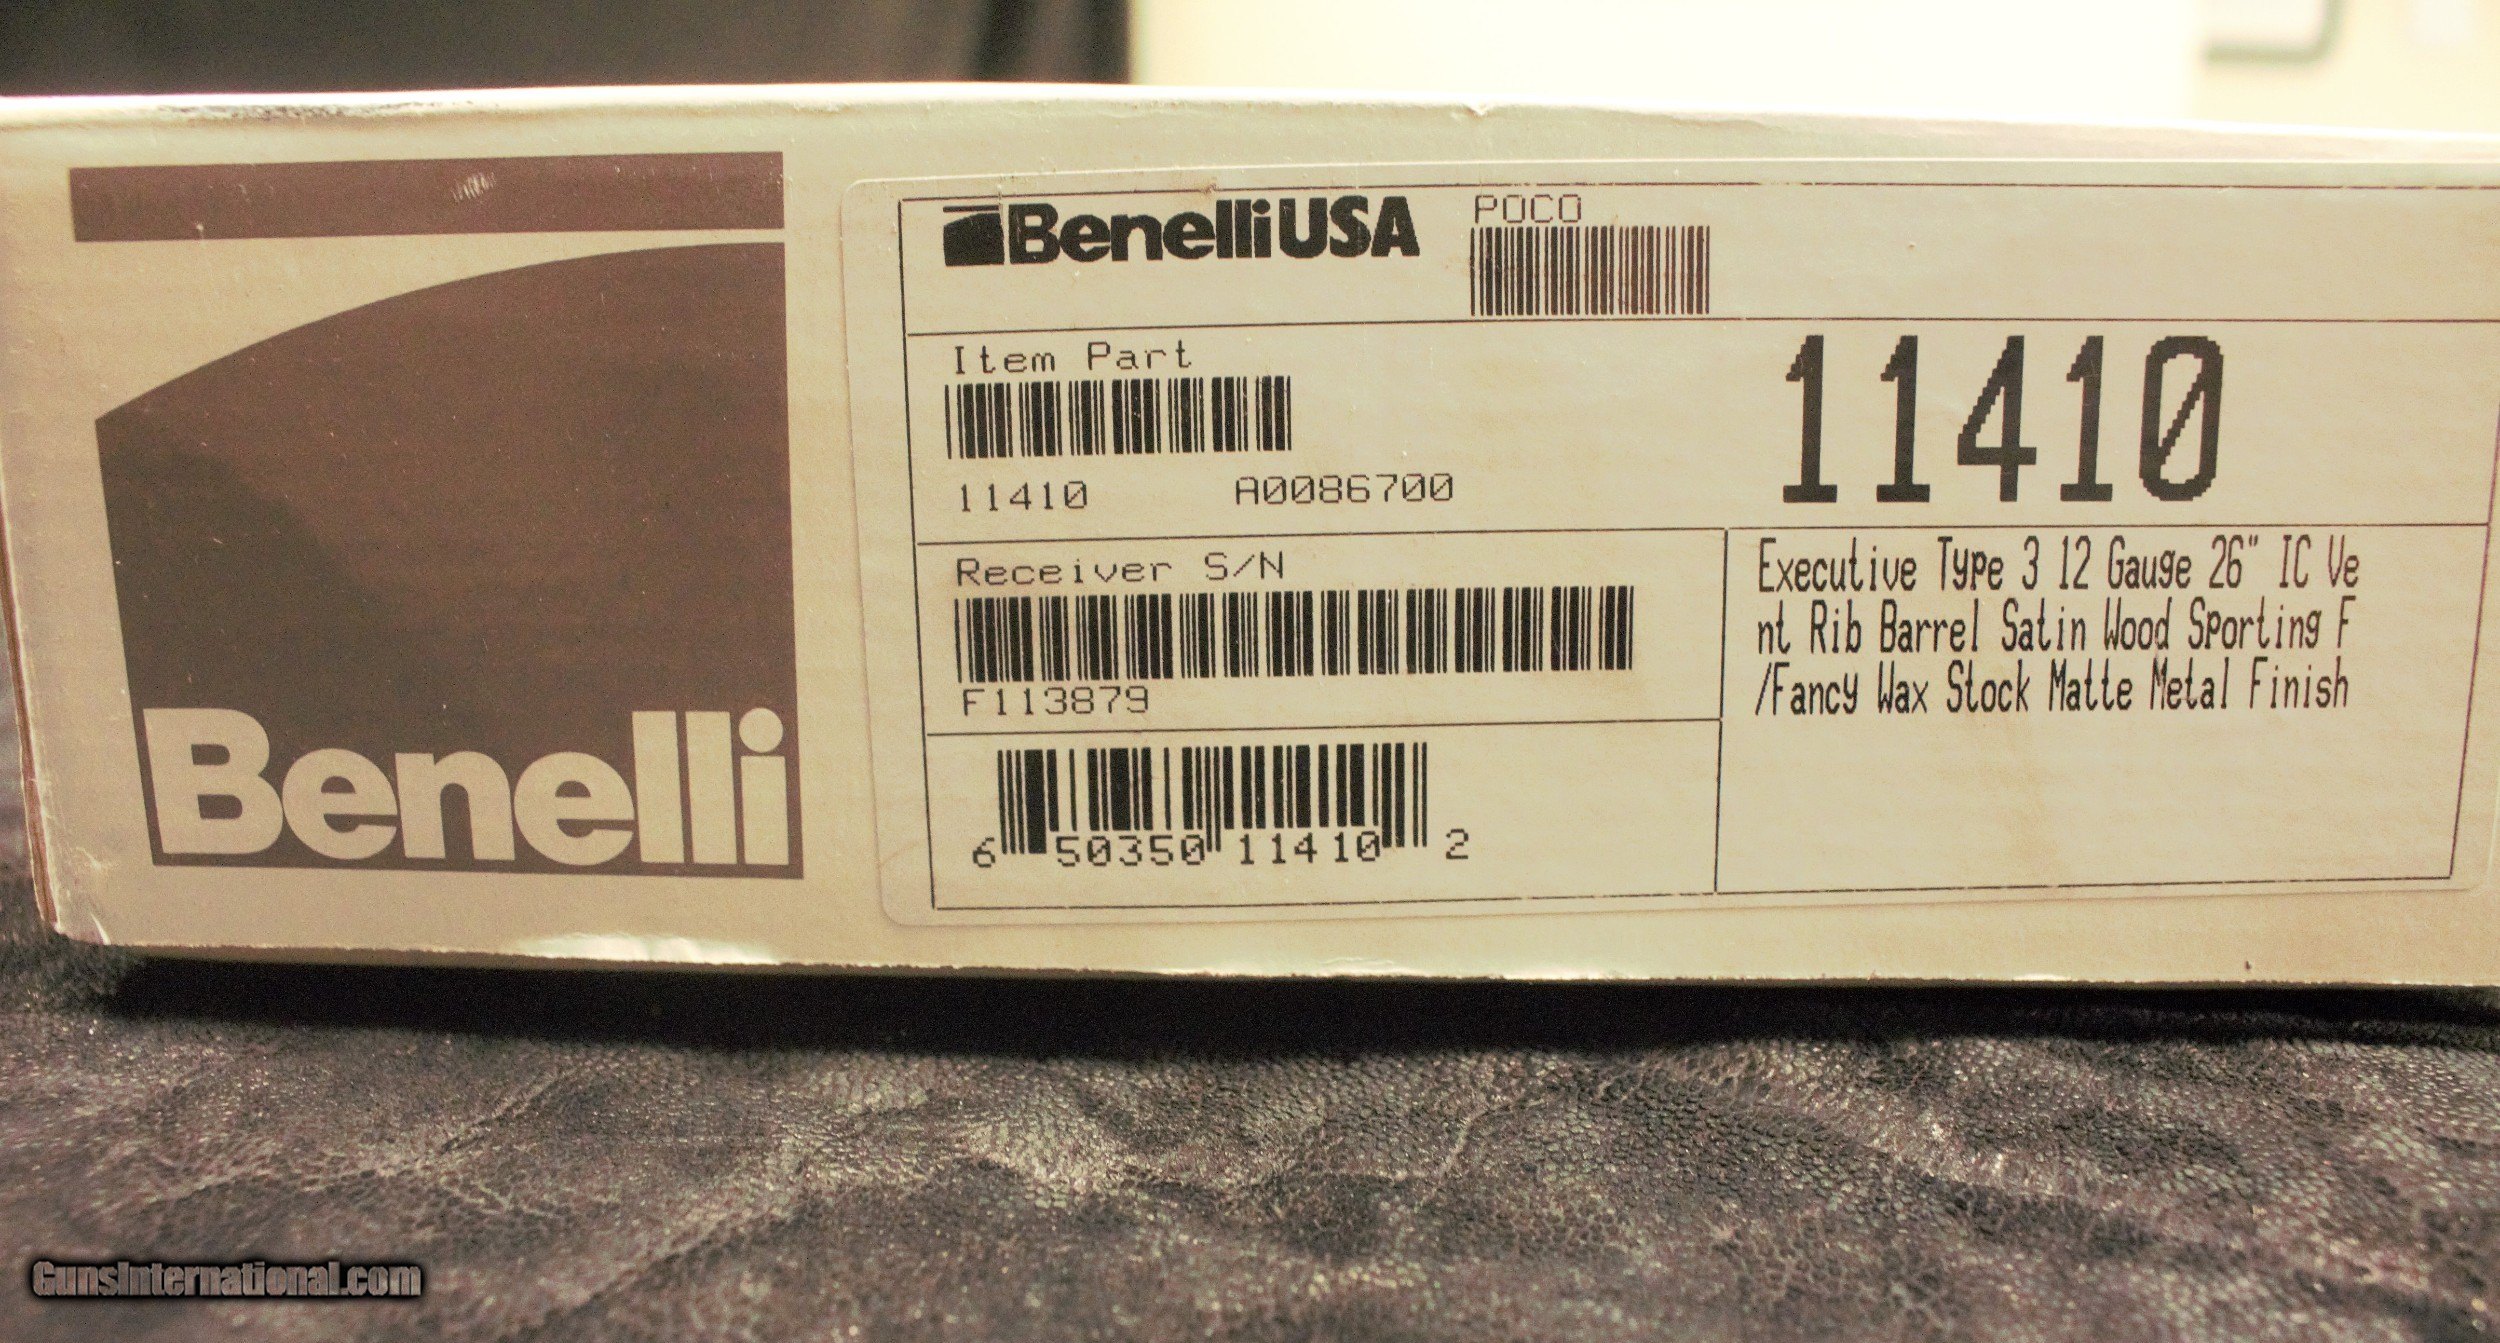 Benelli
BenelliUSA
POCO
Item Part
11410 A0086700
11410
Receiver S/N
F113879
Executive Type 3 12 Gauge 26" IC Ve
nt Rib Barrel Satin Wood Sporting F
/Fancy Wax Stock Matte Metal Finish
6 50350 11410 2
GunsInternational.com